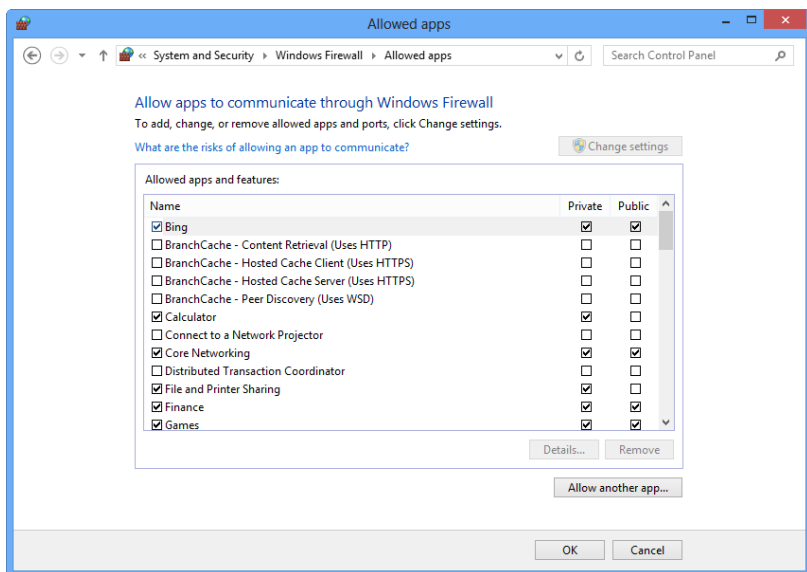 Allowed apps
« System and Security Windows Firewall Allowed apps Search Control Panel
Allow apps to communicate through Windows Firewall
To add, change, or remove allowed apps and ports, click Change settings.
What are the risks of allowing an app to communicate? Change settings
Allowed apps and features:
Name Private Public
Bing
BranchCache - Content Retrieval (Uses HTTP)
BranchCache - Hosted Cache Client (Uses HTTPS)
BranchCache - Hosted Cache Server (Uses HTTPS)
BranchCache - Peer Discovery (Uses WSD)
Calculator
Connect to a Network Projector
Core Networking
Distributed Transaction Coordinator
File and Printer Sharing
Finance
Games
Details... Remove
Allow another app...
OK Cancel